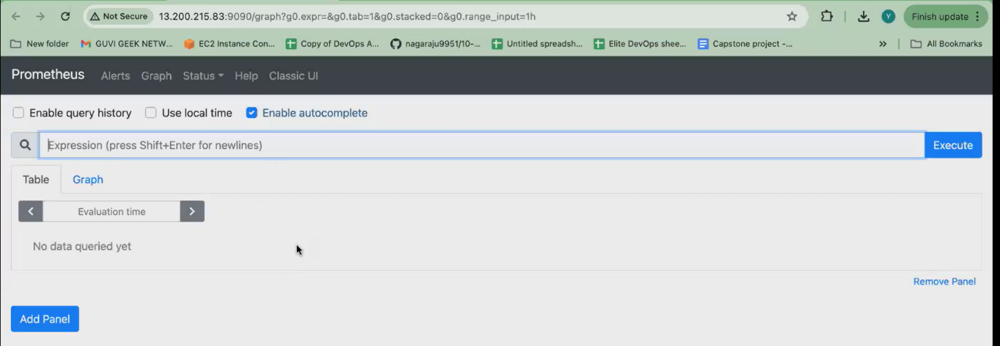 Not Secure 13.200.215.83:9090/graph?g0.expr=&g0.tab=1&g0.stacked=0&g0.range_input=1h Y Finish update
New folder GUVI GEEK NETW... EC2 Instance Con... Copy of DevOps A... nagaraju9951/10-... Untitled spreadsh... Elite DevOps shee... Capstone project -... » All Bookmarks
Prometheus Alerts Graph Status Help Classic UI
Enable query history Use local time Enable autocomplete
Expression (press Shift+Enter for newlines) Execute
Table Graph
Evaluation time
No data queried yet
Remove Panel
Add Panel